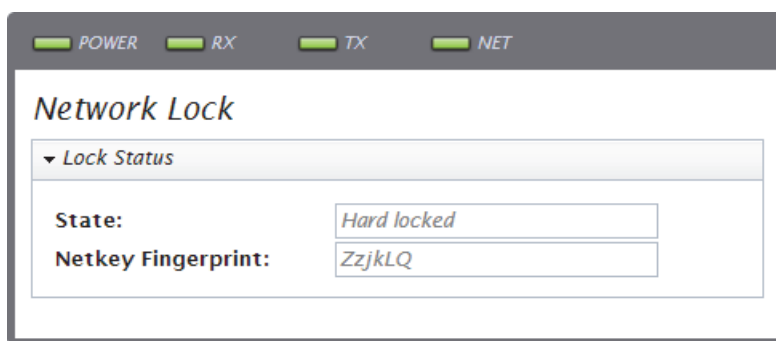 POWER RX TX NET
Network Lock
Lock Status
State: Hard locked
Netkey Fingerprint: ZzjkLQ